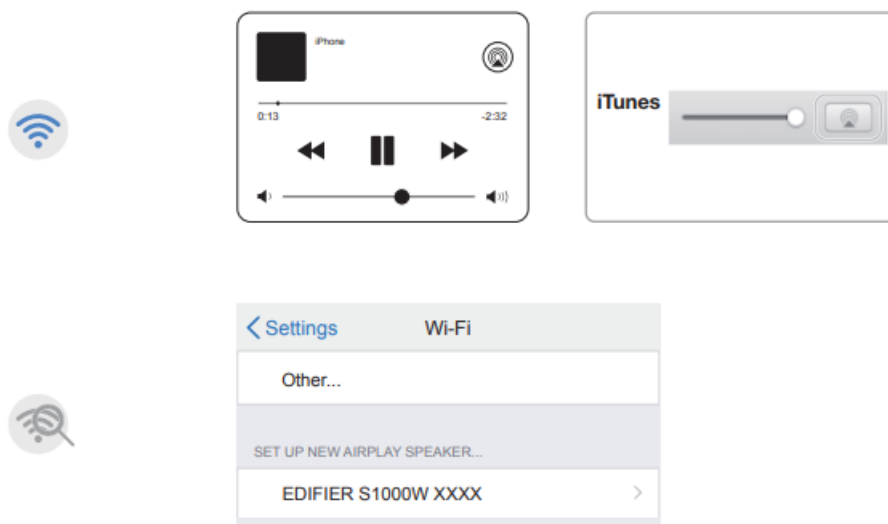 iPhone
0:13
-2:32
iTunes
Settings
Wi-Fi
Other...
SET UP NEW AIRPLAY SPEAKER...
EDIFIER S1000W XXXX